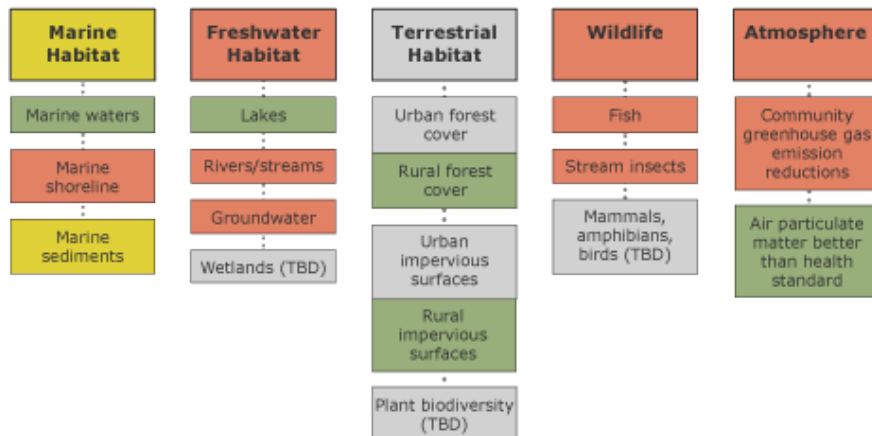 Marine
Habitat
Marine waters
Marine
shoreline
Marine
sediments
Freshwater
Habitat
Lakes
Rivers/streams
Groundwater
Wetlands (TBD)
Terrestrial
Habitat
Urban forest
cover
Rural forest
cover
Urban
impervious
surfaces
Rural
impervious
surfaces
Plant biodiversity
(TBD)
Wildlife
Fish
Stream insects
Mammals,
amphibians,
birds (TBD)
Atmosphere
Community
greenhouse gas
emission
reductions
Air particulate
matter better
than health
standard